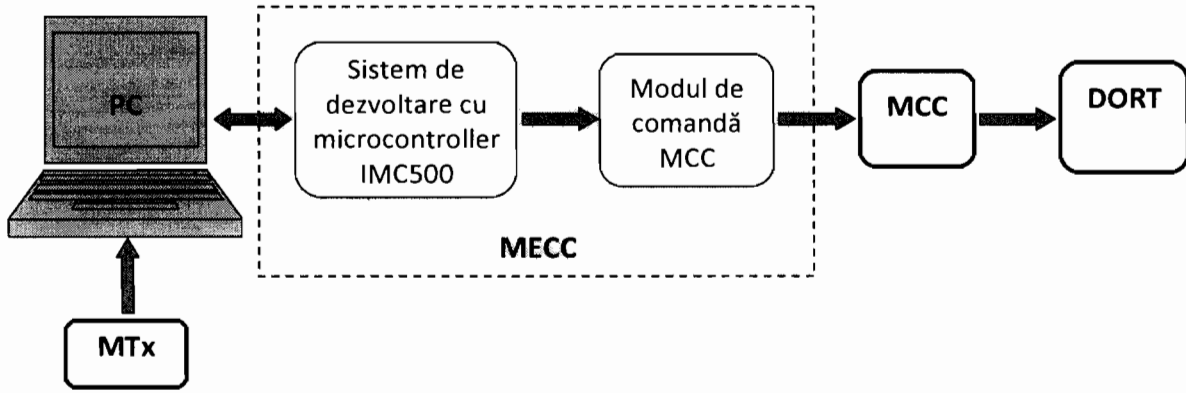 PC
Sistem de
dezvoltare cu
microcontroller
IMC500
Modul de
comandă
MCC
MCC
DORT
MECC
MTx